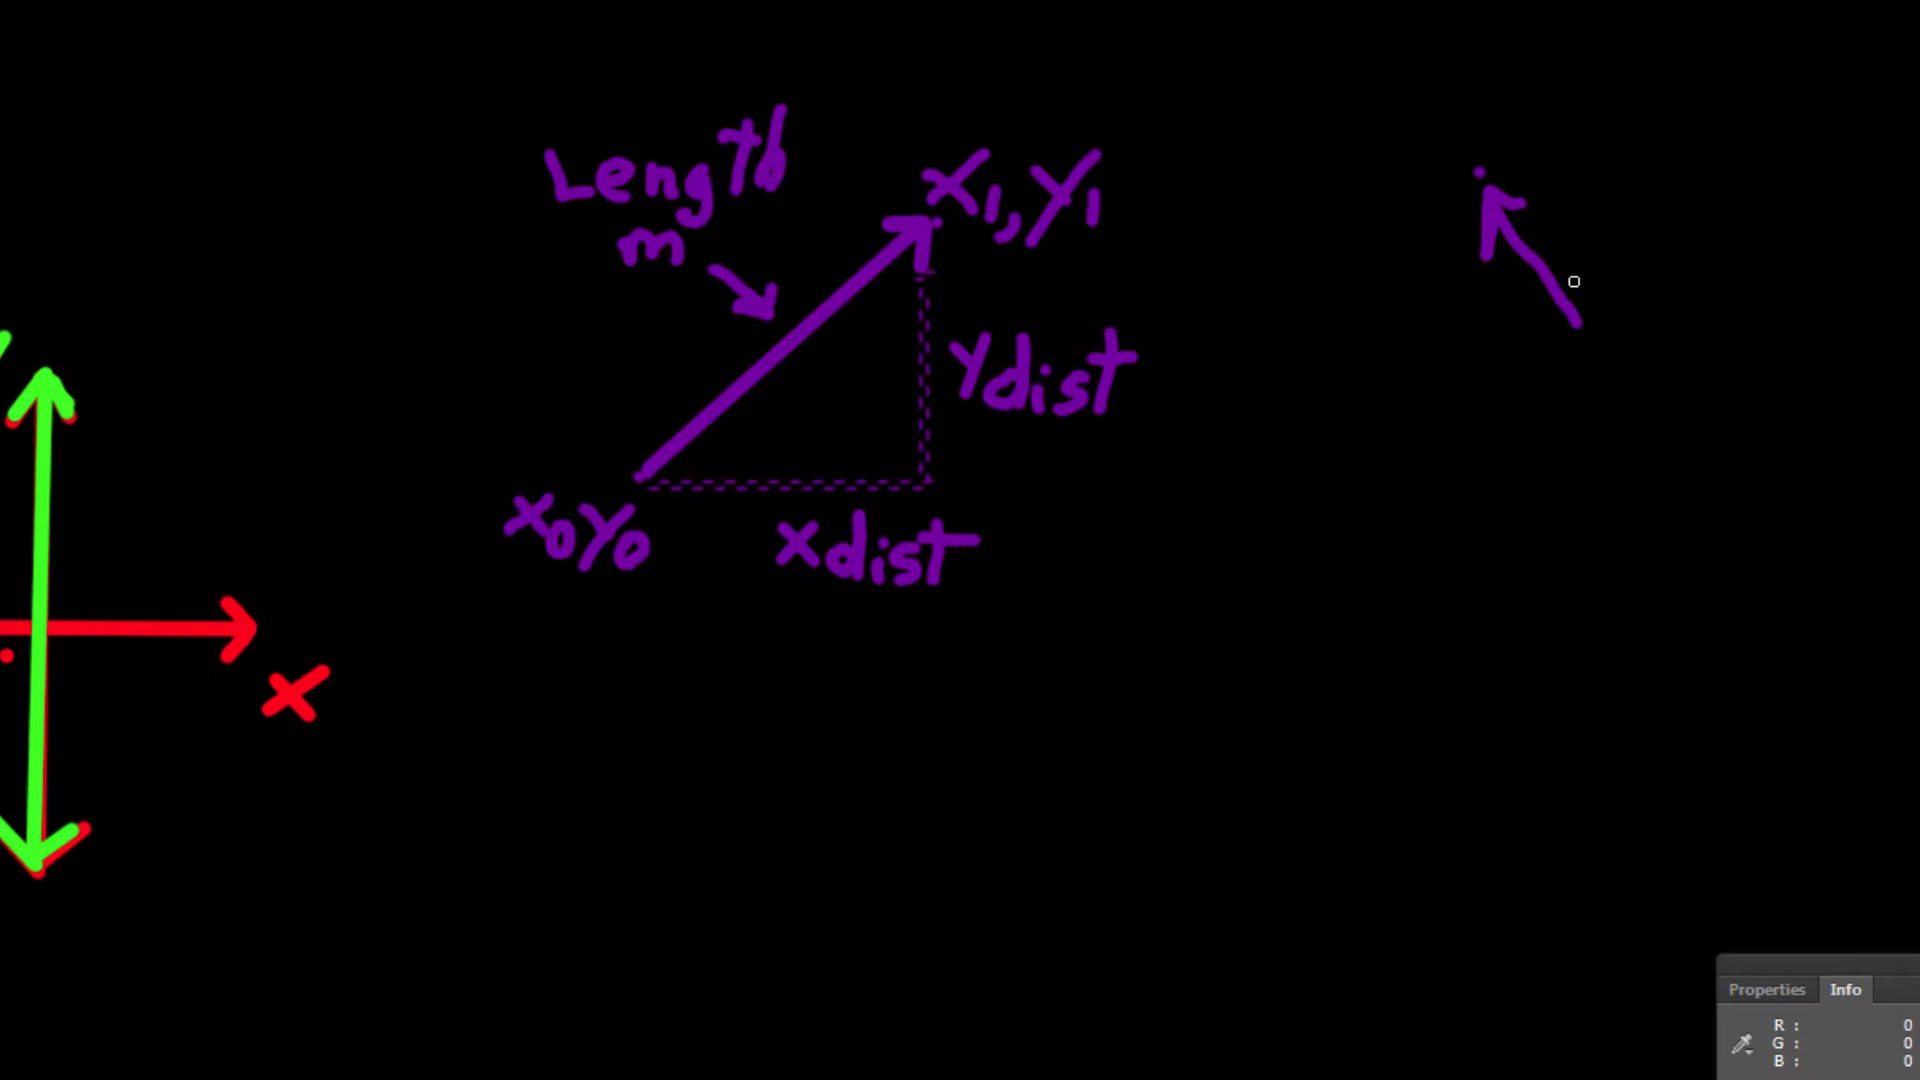 Length
m
X1,Y1
Ydist
X0Y0
Xdist
X
Properties Info
R : 0
G : 0
B : 0